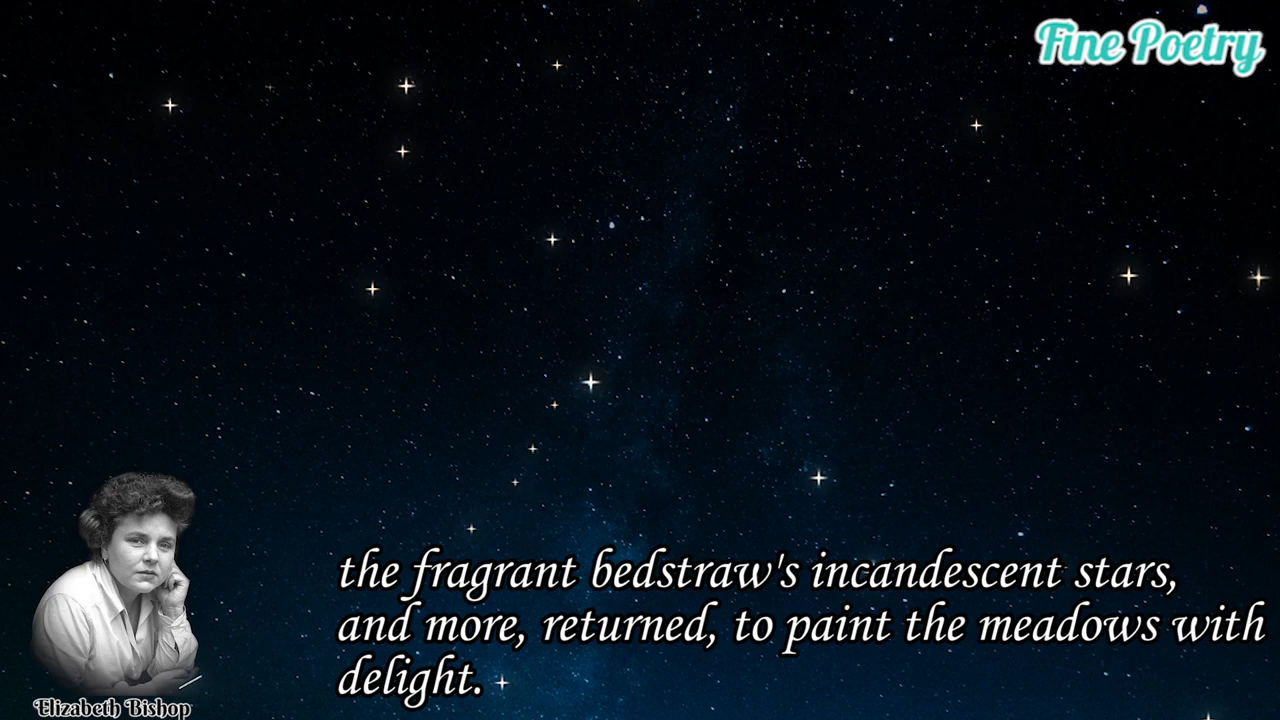 Fine Poetry
the fragrant bedstraw's incandescent stars,
and more, returned, to paint the meadows with
delight.
Elizabeth Bishop